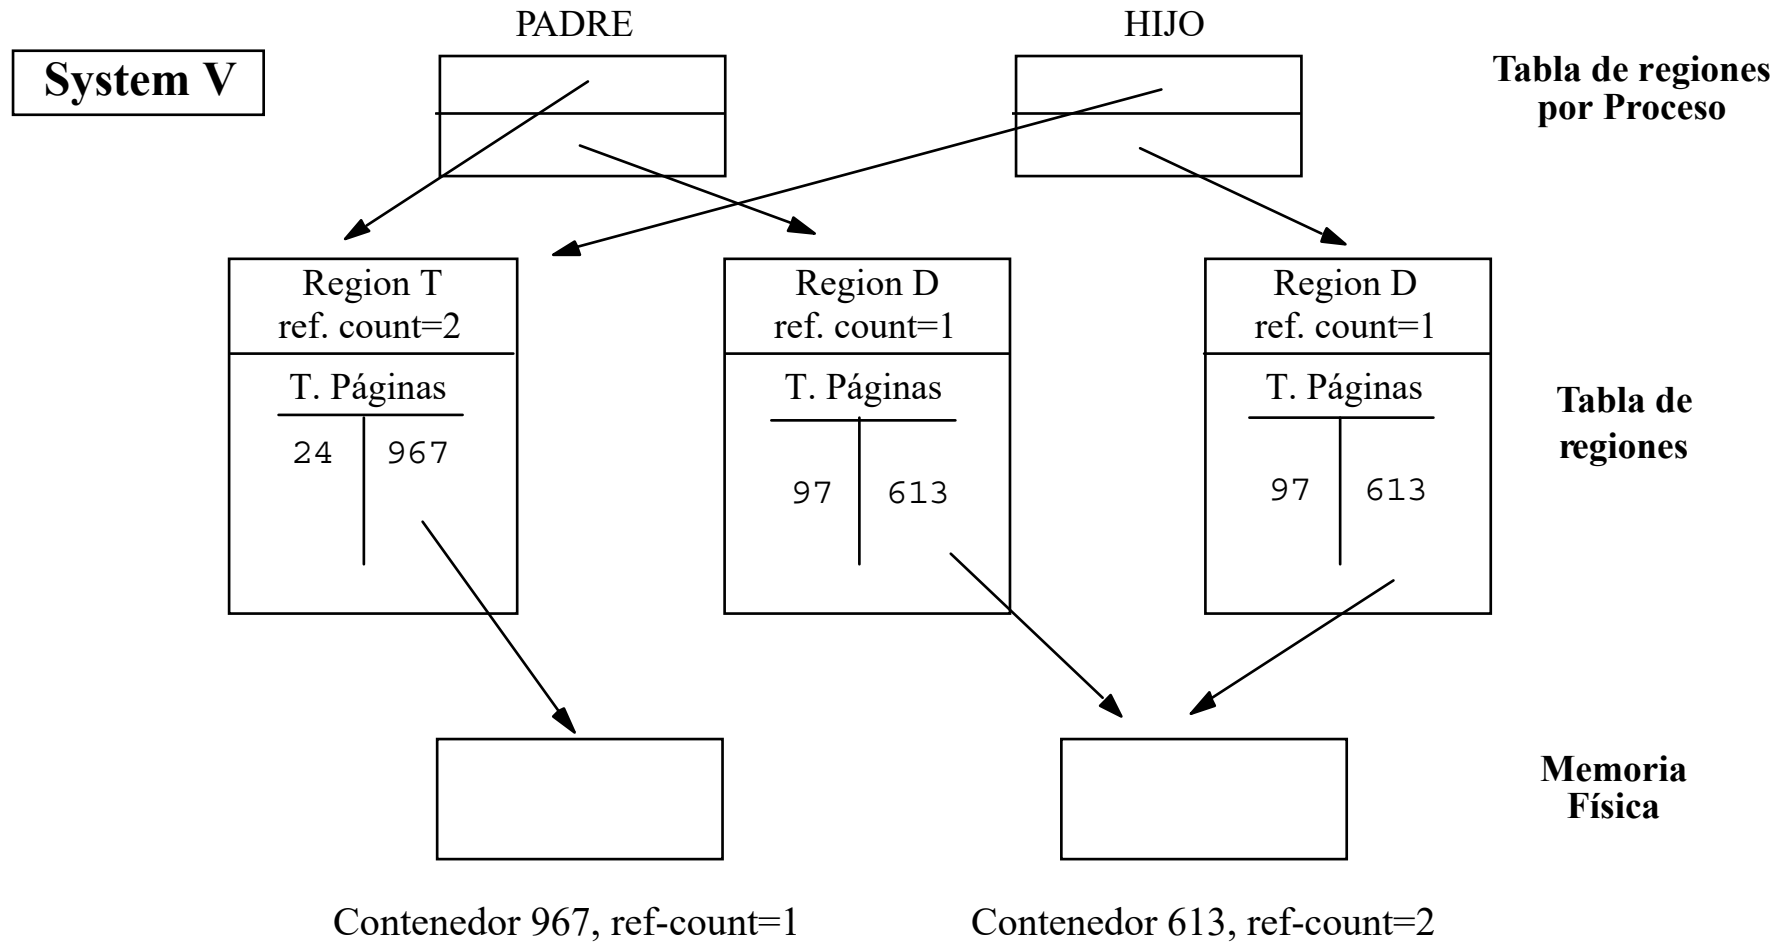 PADRE
HIJO
System V
Tabla de regiones
por Proceso
Region T
ref. count=2
Region D
ref. count=1
Region D
ref. count=1
T. Páginas
T. Páginas
T. Páginas
24 967
97 613
97 613
Tabla de
regiones
Memoria
Física
Contenedor 967, ref-count=1
Contenedor 613, ref-count=2